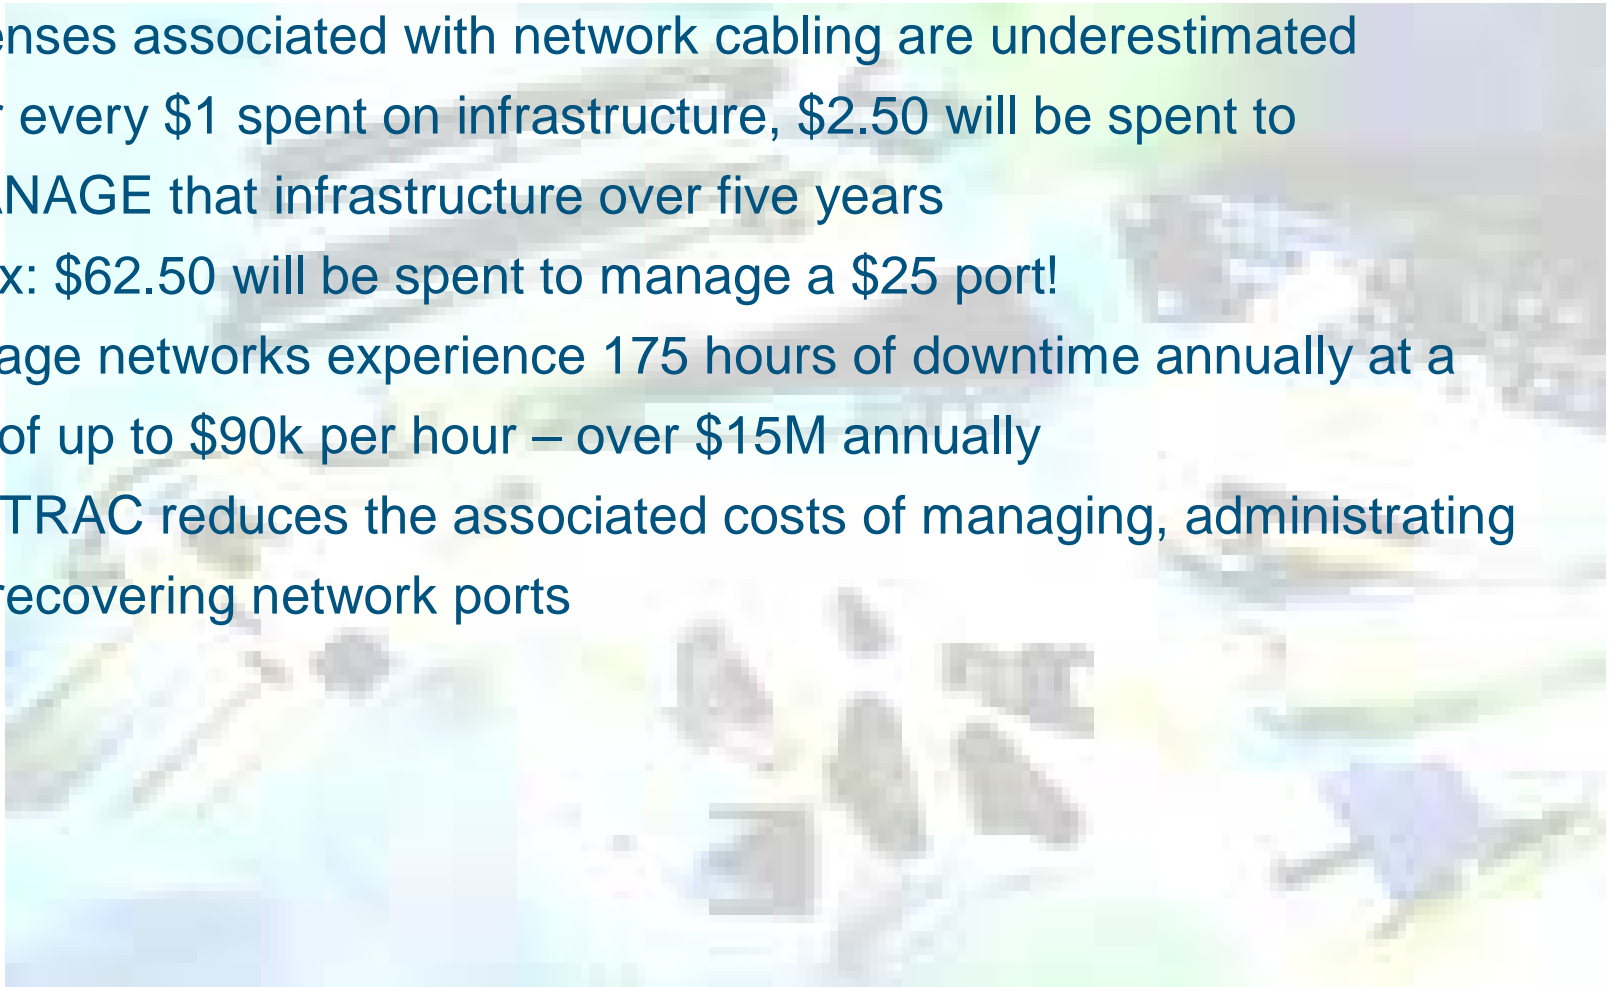 enses associated with network cabling are underestimated
r every $1 spent on infrastructure, $2.50 will be spent to
ANAGE that infrastructure over five years
x: $62.50 will be spent to manage a $25 port!
age networks experience 175 hours of downtime annually at a
of up to $90k per hour – over $15M annually
TRAC reduces the associated costs of managing, administrating
recovering network ports